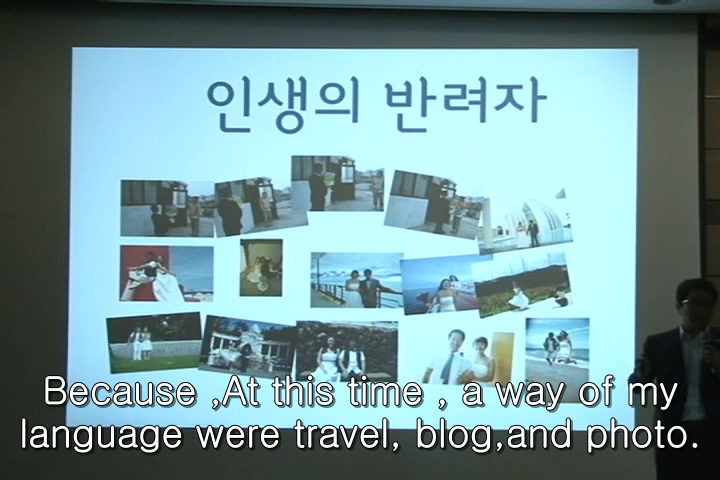 인생의 반려자
Because ,At this time , a way of my
language were travel, blog,and photo.